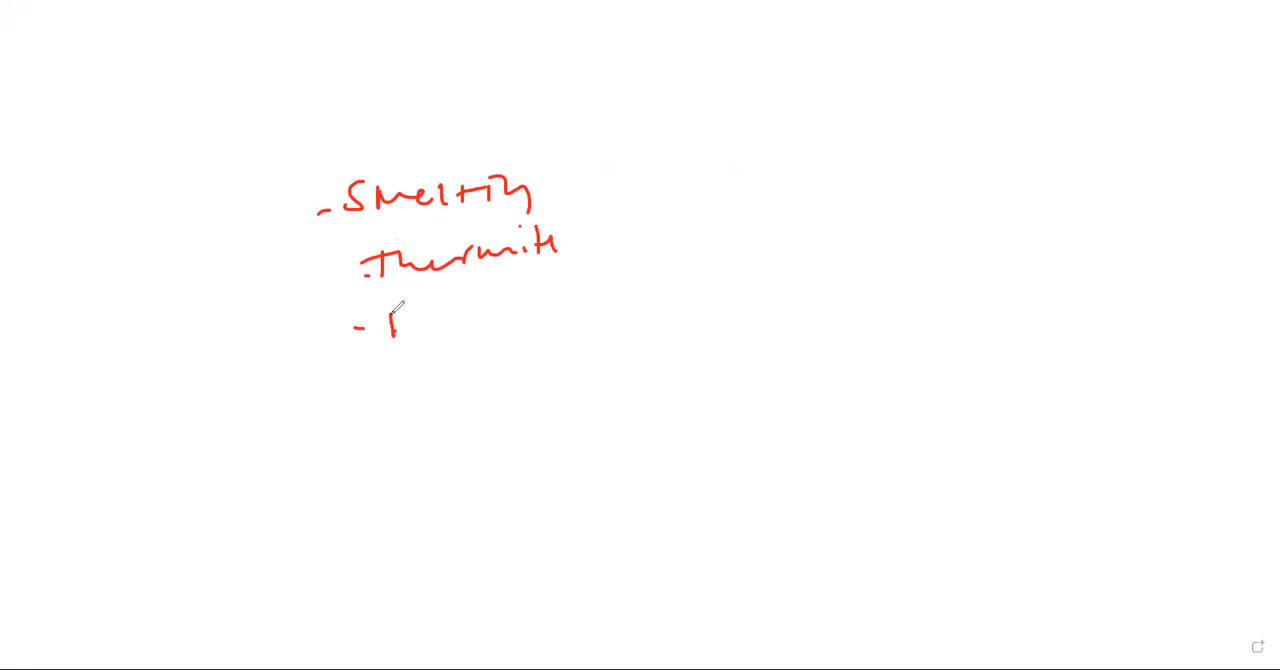 - Smelting
- thermite
-